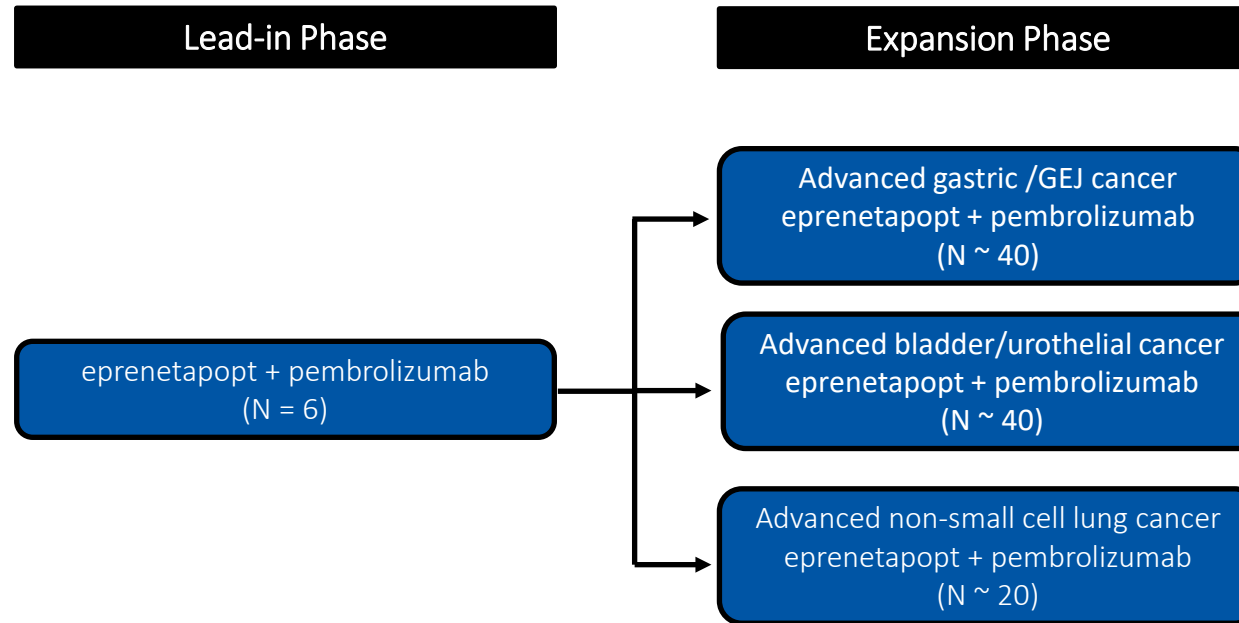 Lead-in Phase
Expansion Phase
eprenetapopt + pembrolizumab
(N = 6)
Advanced gastric /GEJ cancer
eprenetapopt + pembrolizumab
(N ~ 40)
Advanced bladder/urothelial cancer
eprenetapopt + pembrolizumab
(N ~ 40)
Advanced non-small cell lung cancer
eprenetapopt + pembrolizumab
(N ~ 20)